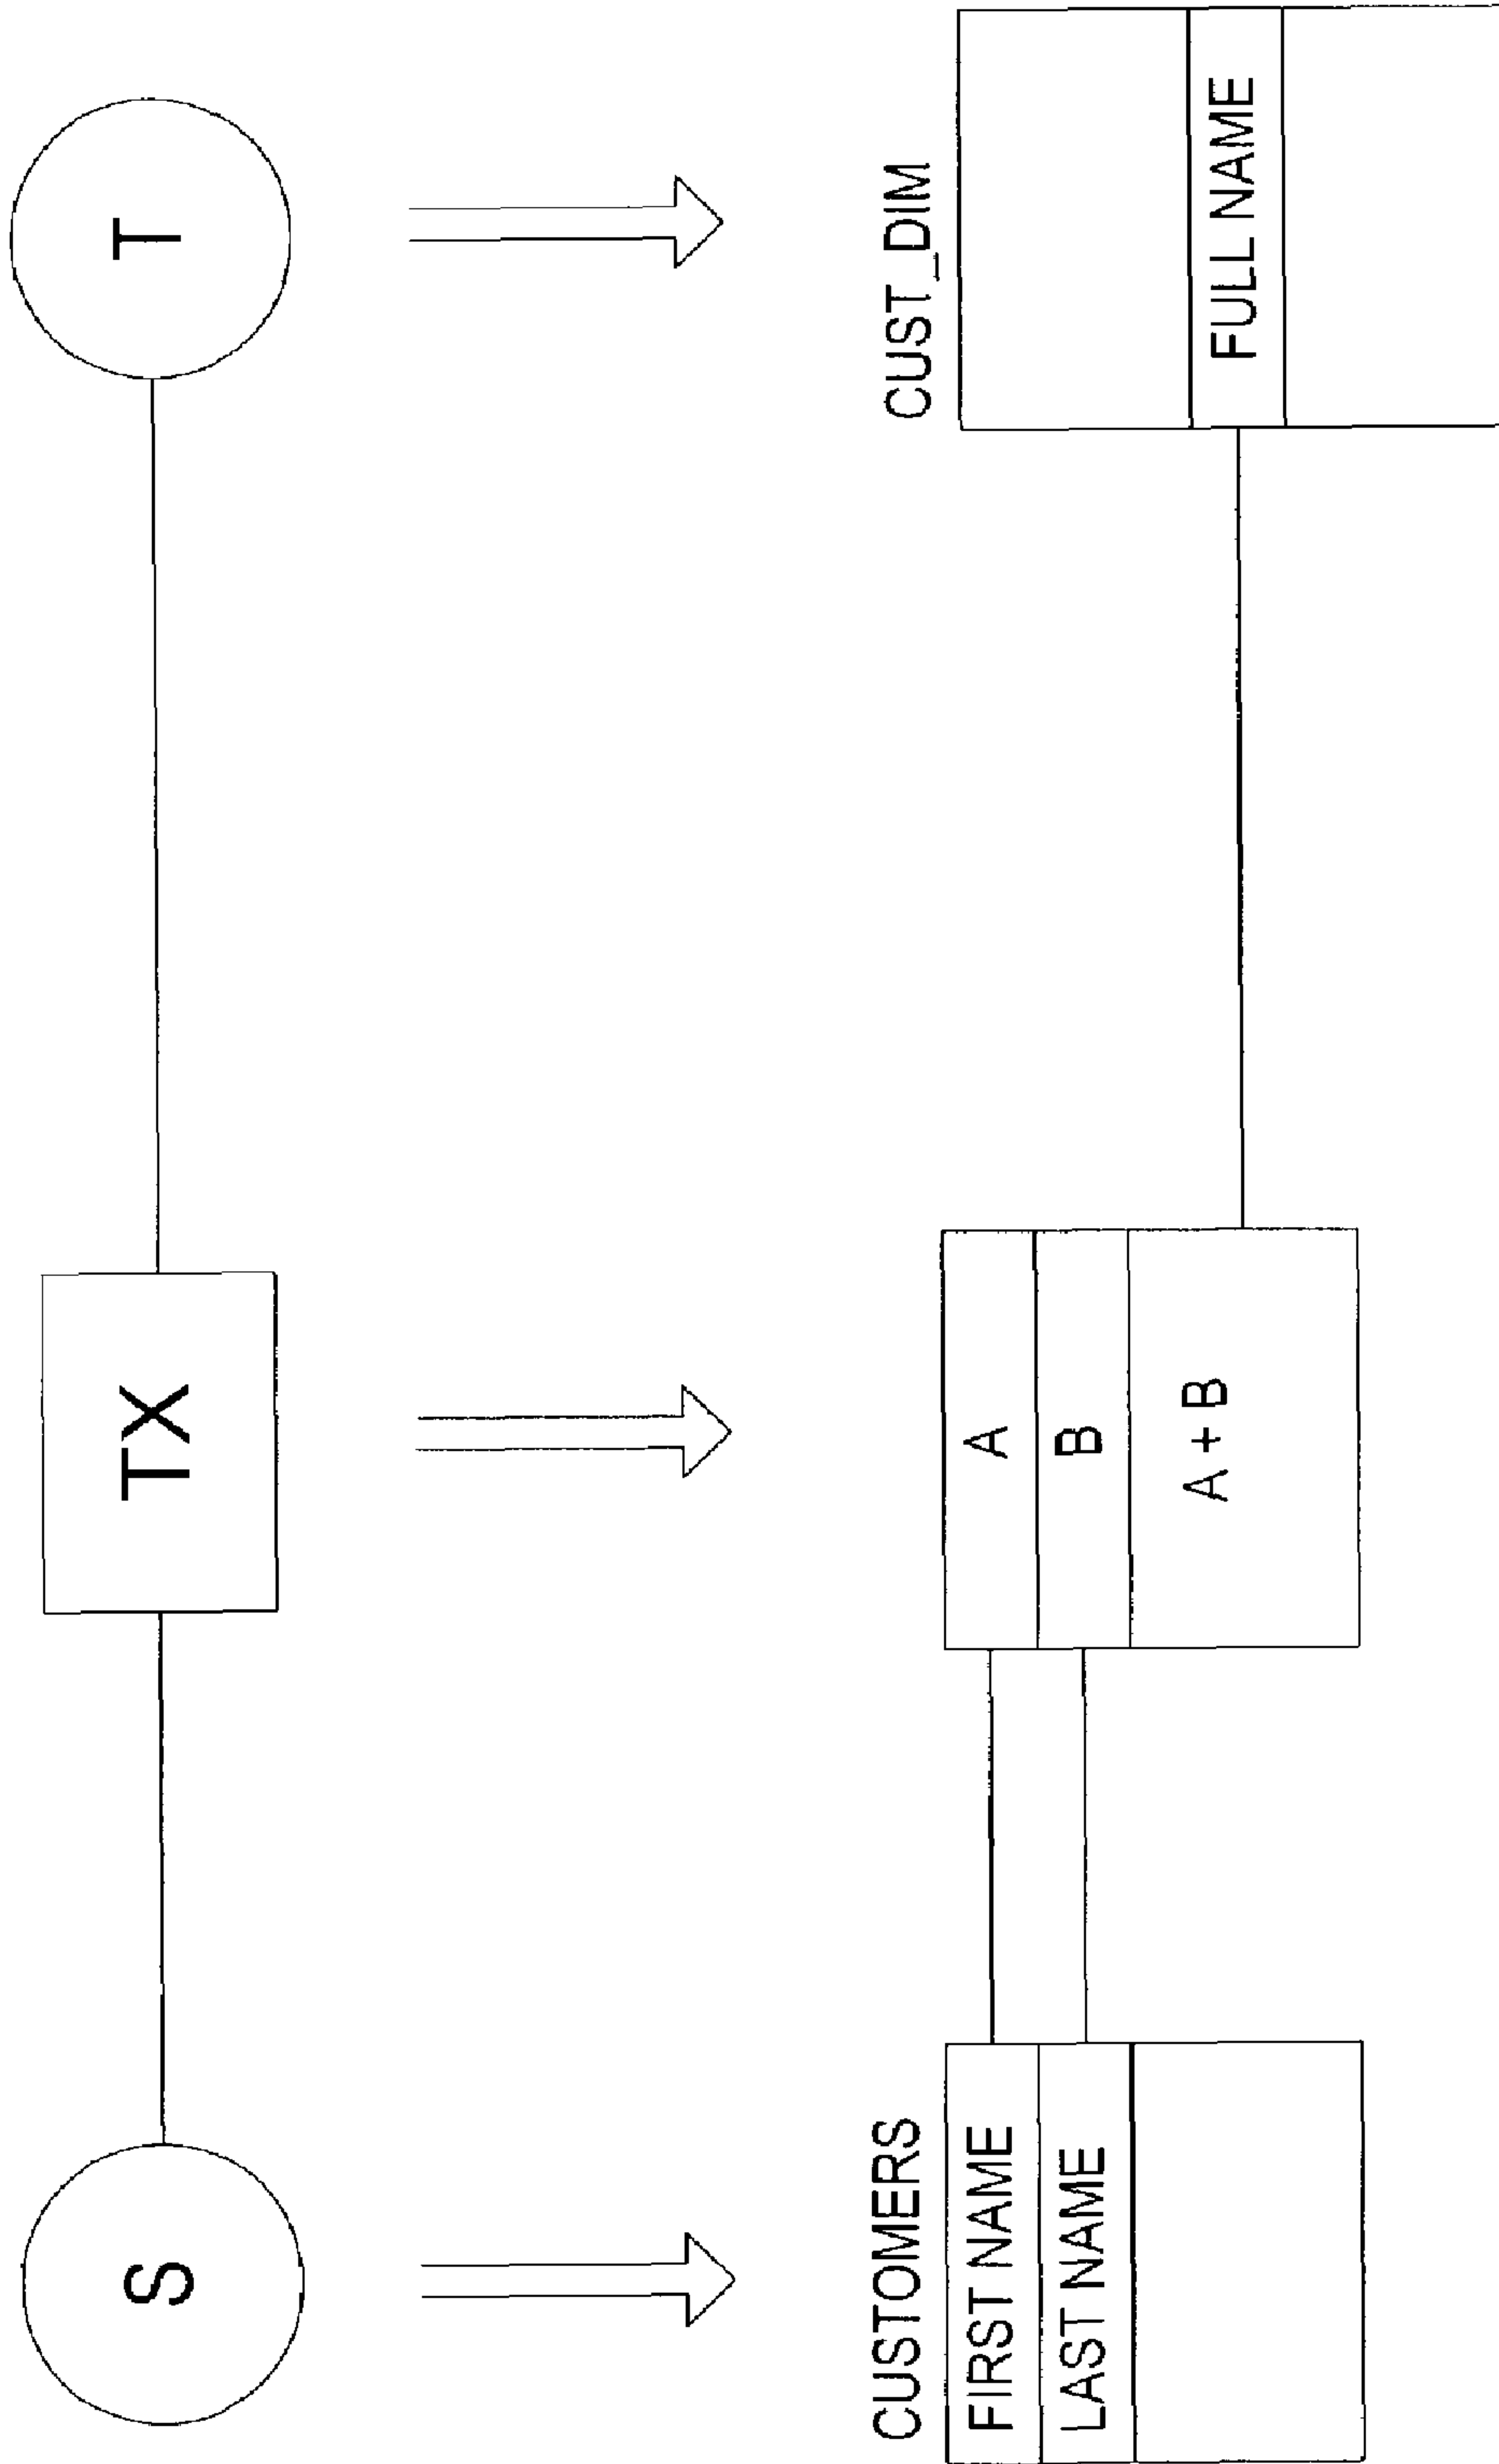 S
TX
T
CUSTOMERS
FIRST NAME
LAST NAME
A
B
A + B
CUST_DIM
FULL NAME